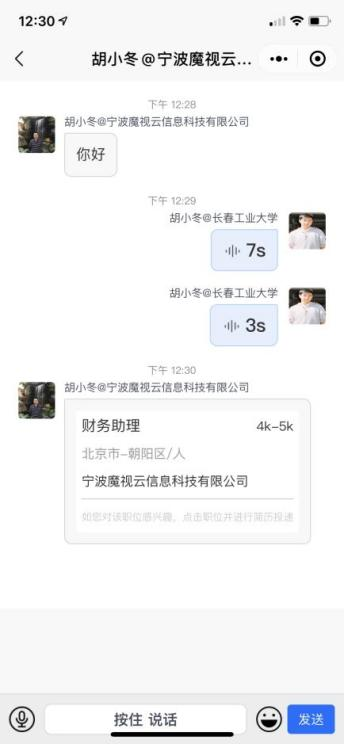 12:30
胡小冬@宁波魔视云...
下午 12:28
胡小冬@宁波魔视云信息科技有限公司
你好
下午 12:29
胡小冬@长春工业大学
7s
胡小冬@长春工业大学
3s
下午 12:30
胡小冬@宁波魔视云信息科技有限公司
财务助理 4k-5k
北京市-朝阳区/人
宁波魔视云信息科技有限公司
如您对该职位感兴趣，点击职位并进行简历投递
按住 说话
发送